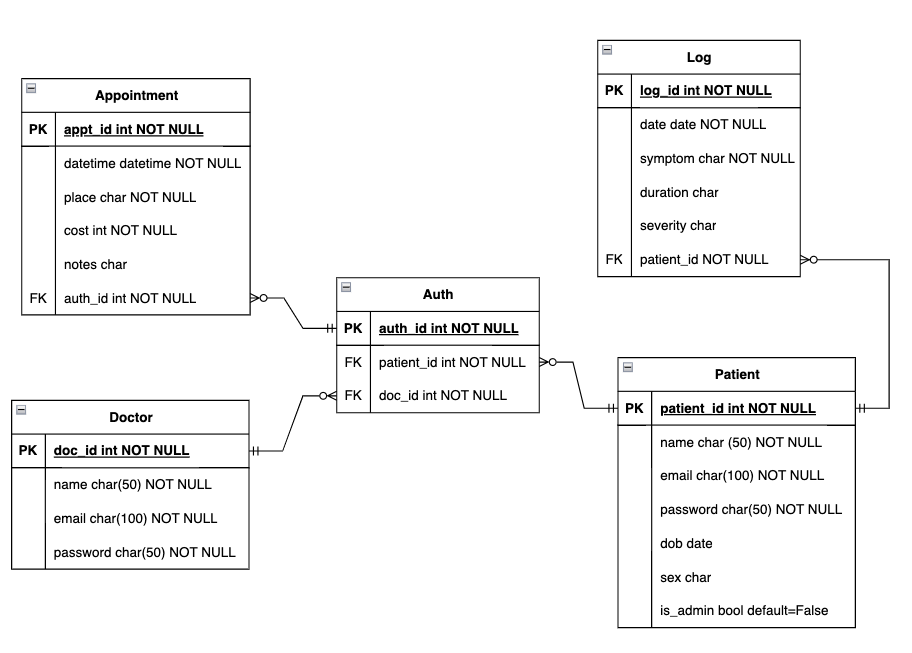 Appointment
PK appt_id int NOT NULL
datetime datetime NOT NULL
place char NOT NULL
cost int NOT NULL
notes char
FK auth_id int NOT NULL
Log
PK log_id int NOT NULL
date date NOT NULL
symptom char NOT NULL
duration char
severity char
FK patient_id NOT NULL
Auth
PK auth_id int NOT NULL
FK patient_id int NOT NULL
FK doc_id int NOT NULL
Doctor
PK doc_id int NOT NULL
name char(50) NOT NULL
email char(100) NOT NULL
password char(50) NOT NULL
Patient
PK patient_id int NOT NULL
name char (50) NOT NULL
email char(100) NOT NULL
password char(50) NOT NULL
dob date
sex char
is_admin bool default=False